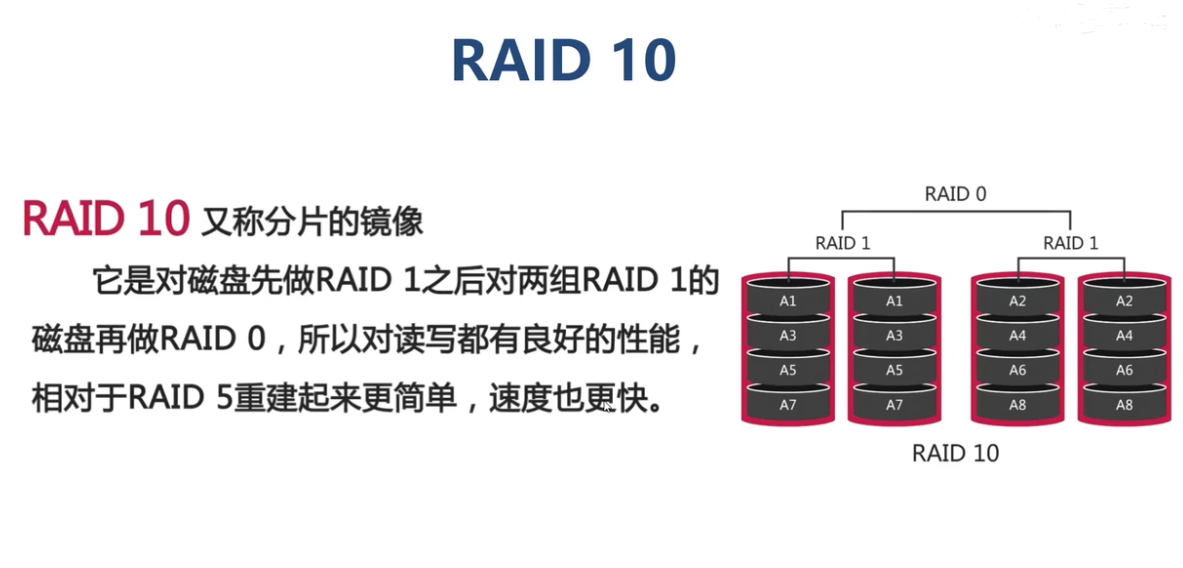 RAID 10
RAID 10 又称分片的镜像
它是对磁盘先做RAID 1之后对两组RAID 1的
磁盘再做RAID 0，所以对读写都有良好的性能，
相对于RAID 5重建起来更简单，速度也更快。
RAID 0
RAID 1 RAID 1
A1 A1 A2 A2
A3 A3 A4 A4
A5 A5 A6 A6
A7 A7 A8 A8
RAID 10